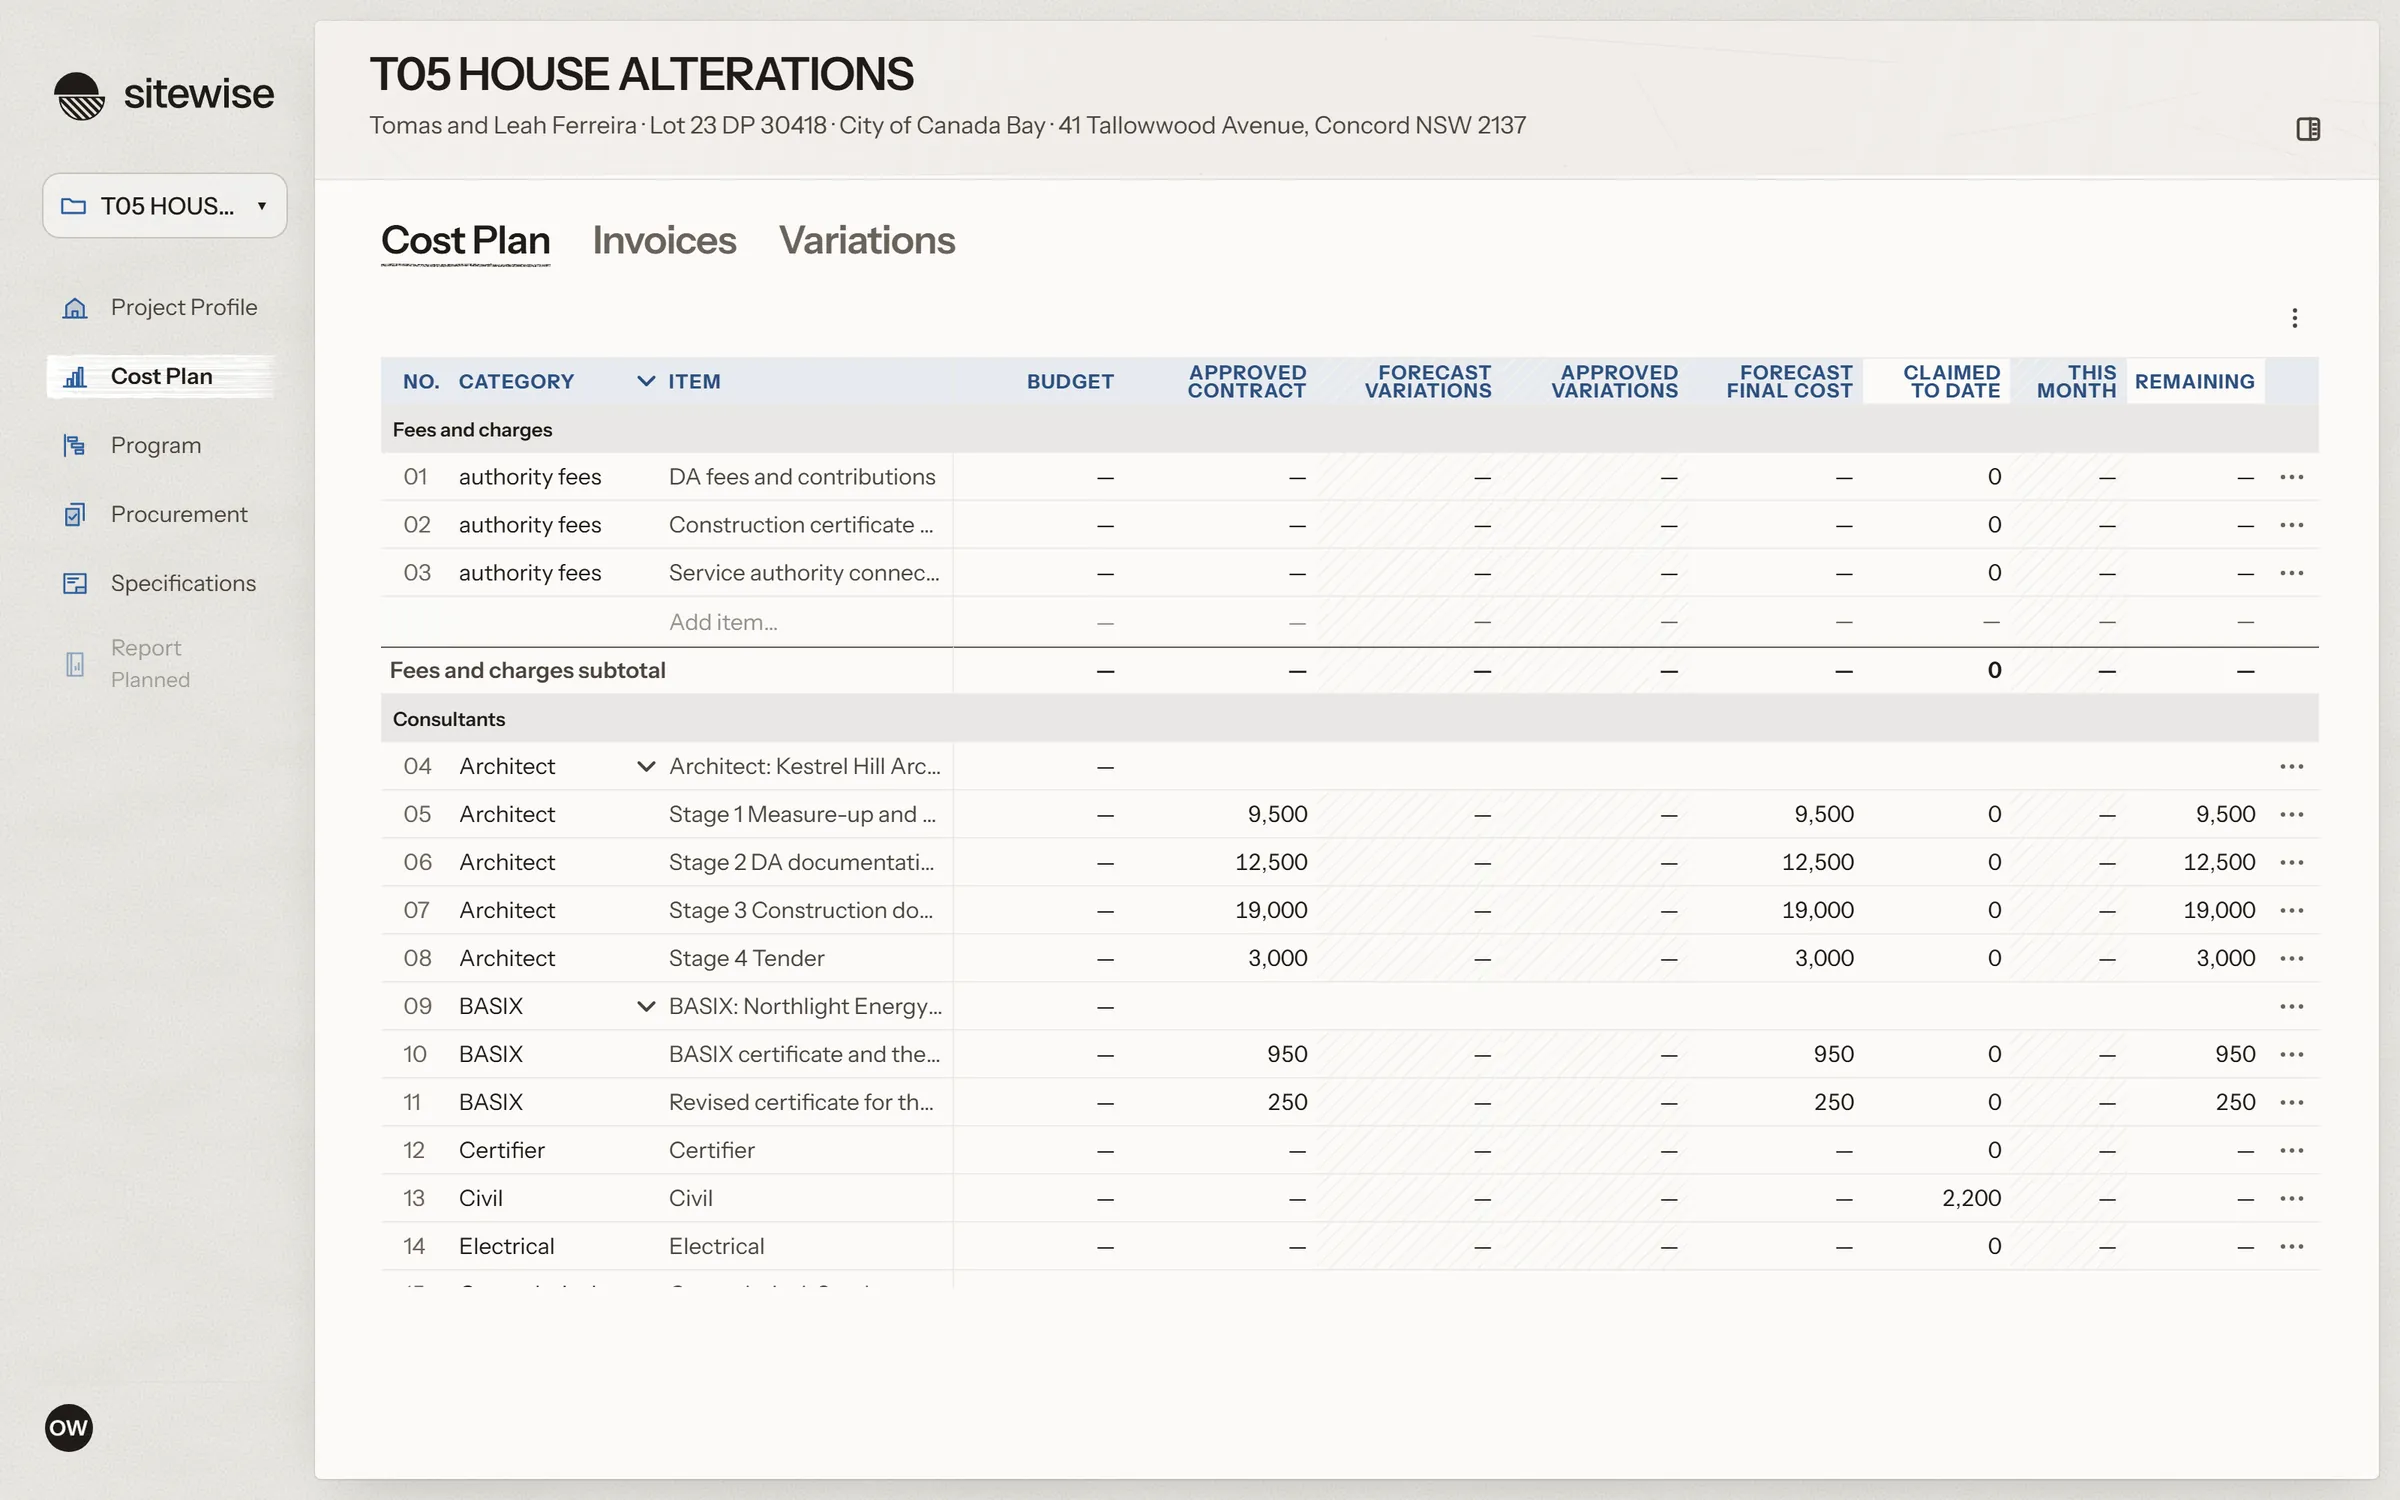 sitewise
T05 HOUS...
Project Profile
Cost Plan
Program
Procurement
Specifications
Report
Planned
OW
T05 HOUSE ALTERATIONS
Tomas and Leah Ferreira · Lot 23 DP 30418 · City of Canada Bay · 41 Tallowwood Avenue, Concord NSW 2137
Cost Plan Invoices Variations
NO. CATEGORY ITEM BUDGET APPROVED CONTRACT FORECAST VARIATIONS APPROVED VARIATIONS FORECAST FINAL COST CLAIMED TO DATE THIS MONTH REMAINING
Fees and charges
01 authority fees DA fees and contributions — — — — — 0 — — ...
02 authority fees Construction certificate ... — — — — — 0 — — ...
03 authority fees Service authority connec... — — — — — 0 — — ...
Add item... — — — — — — — —
Fees and charges subtotal — — — — — 0 — —
Consultants
04 Architect Architect: Kestrel Hill Arc... — ...
05 Architect Stage 1 Measure-up and ... — 9,500 — — 9,500 0 — 9,500 ...
06 Architect Stage 2 DA documentati... — 12,500 — — 12,500 0 — 12,500 ...
07 Architect Stage 3 Construction do... — 19,000 — — 19,000 0 — 19,000 ...
08 Architect Stage 4 Tender — 3,000 — — 3,000 0 — 3,000 ...
09 BASIX BASIX: Northlight Energy... — ...
10 BASIX BASIX certificate and the... — 950 — — 950 0 — 950 ...
11 BASIX Revised certificate for th... — 250 — — 250 0 — 250 ...
12 Certifier Certifier — — — — — 0 — — ...
13 Civil Civil — — — — — 2,200 — — ...
14 Electrical Electrical — — — — — 0 — — ...